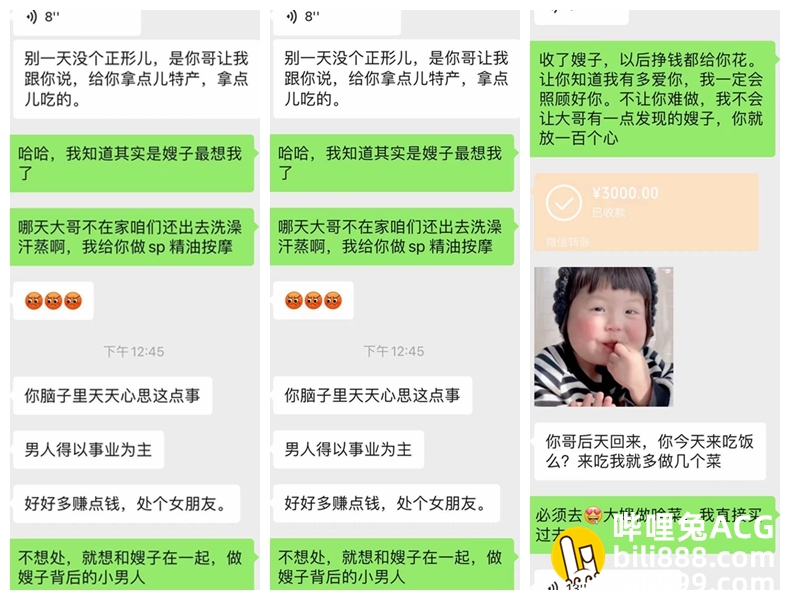 8"
别一天没个正形儿，是你哥让我
跟你说，给你拿点儿特产，拿点
儿吃的。
哈哈，我知道其实是嫂子最想我
了
哪天大哥不在家咱们还出去洗澡
汗蒸啊，我给你做 sp 精油按摩
下午 12:45
你脑子里天天心思这点事
男人得以事业为主
好好多赚点钱，处个女朋友。
不想处，就想和嫂子在一起，做
嫂子背后的小男人
8"
别一天没个正形儿，是你哥让我
跟你说，给你拿点儿特产，拿点
儿吃的。
哈哈，我知道其实是嫂子最想我
了
哪天大哥不在家咱们还出去洗澡
汗蒸啊，我给你做 sp 精油按摩
下午 12:45
你脑子里天天心思这点事
男人得以事业为主
好好多赚点钱，处个女朋友。
不想处，就想和嫂子在一起，做
嫂子背后的小男人
收了嫂子，以后挣钱都给你花。
让你知道我有多爱你，我一定会
照顾好你。不让你难做，我不会
让大哥有一点发现的嫂子，你就
放一百个心
¥3000.00
已收款
微信转账
你哥后天回来，你今天来吃饭
么？来吃我就多做几个菜
必须去 大嫂做啥菜，我直接买
过去
哔哩兔ACG
bili888.com